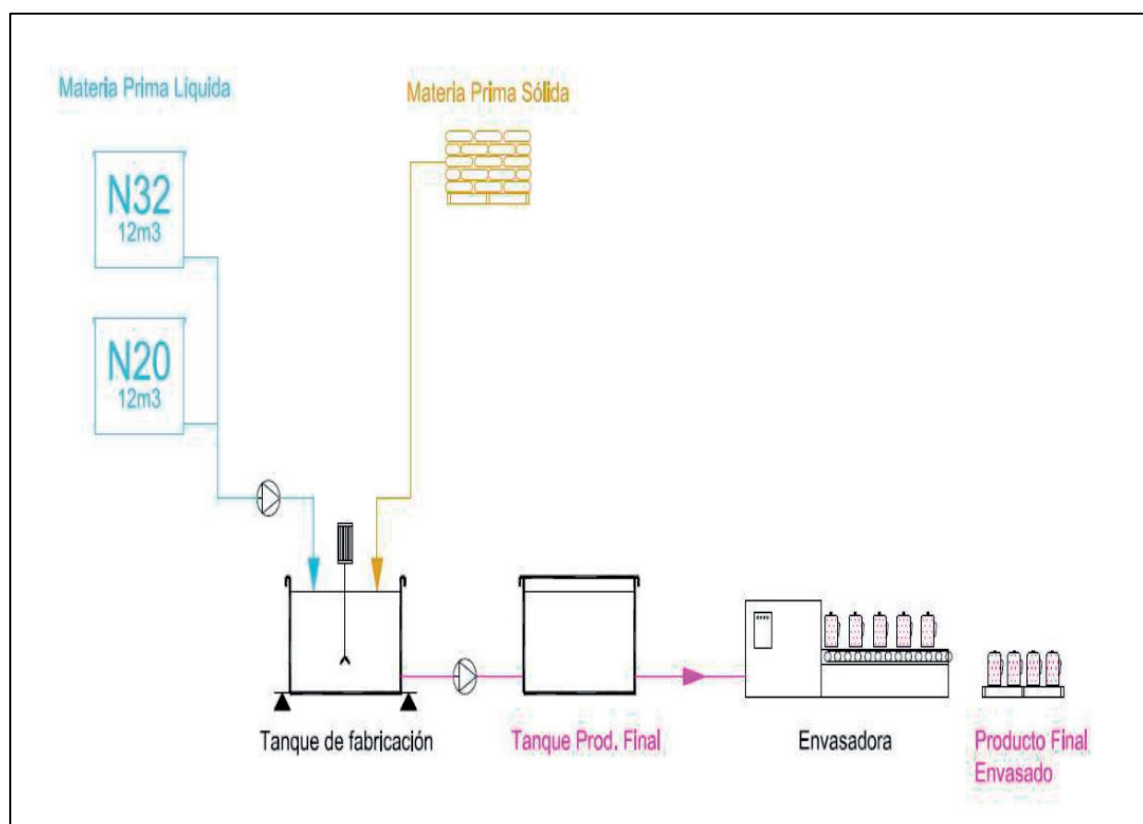 Materia Prima Líquida
Materia Prima Sólida
N32
12m3
N20
12m3
Tanque de fabricación
Tanque Prod. Final
Envasadora
Producto Final
Envasado